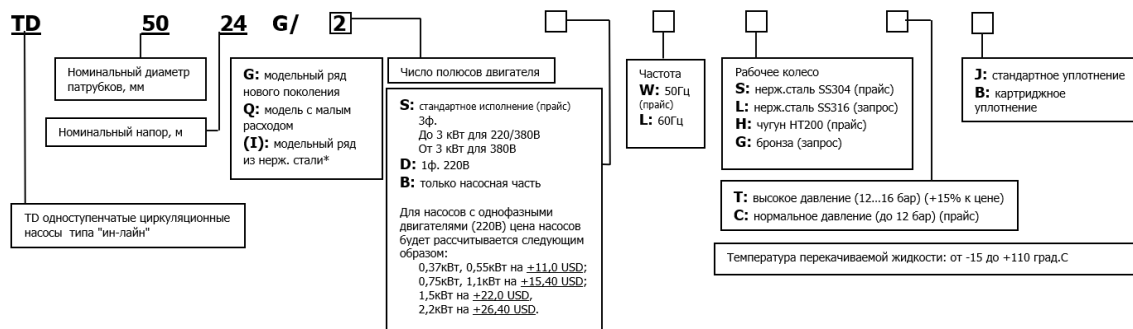 TD 50 24 G/ 2
Номинальный диаметр
патрубков, мм
Номинальный напор, м
TD одноступенчатые циркуляционные
насосы типа "ин-лайн"
G: модельный ряд
нового поколения
Q: модель с малым
расходом
(I): модельный ряд
из нерж. стали*
Число полюсов двигателя
S: стандартное исполнение (прайс)
3ф.
До 3 кВт для 220/380В
От 3 кВт для 380В
D: 1ф. 220В
B: только насосная часть
Для насосов с однофазными
двигателями (220В) цена насосов
будет рассчитывается следующим
образом:
0,37кВт, 0,55кВт на +11,0 USD;
0,75кВт, 1,1кВт на +15,40 USD;
1,5кВт на +22,0 USD,
2,2кВт на +26,40 USD.
Частота
W: 50Гц
(прайс)
L: 60Гц
Рабочее колесо
S: нерж.сталь SS304 (прайс)
L: нерж.сталь SS316 (запрос)
H: чугун HT200 (прайс)
G: бронза (запрос)
J: стандартное уплотнение
B: картриджное
уплотнение
T: высокое давление (12...16 бар) (+15% к цене)
C: нормальное давление (до 12 бар) (прайс)
Температура перекачиваемой жидкости: от -15 до +110 град.С